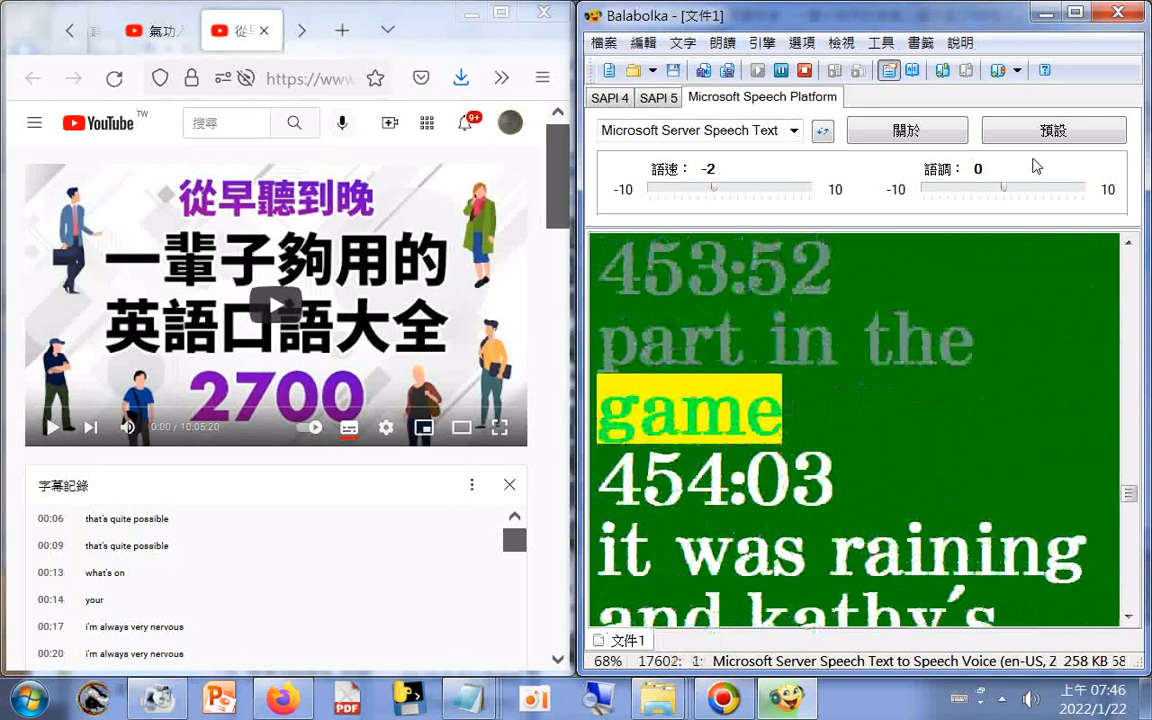 氣功
從
https://www
YouTube TW
搜尋
9+
從早聽到晚
一輩子夠用的
英語口語大全
2700
0:00 / 10:05:20
字幕記錄
00:06 that's quite possible
00:09 that's quite possible
00:13 what's on
00:14 your
00:17 i'm always very nervous
00:20 i'm always very nervous
Balabolka - [文件1]
檔案 編輯 文字 朗讀 引擎 選項 檢視 工具 書籤 說明
SAPI 4 SAPI 5 Microsoft Speech Platform
Microsoft Server Speech Text 關於 預設
語速： -2 語調： 0
-10 10 -10 10
453:52
part in the
game
454:03
it was raining
and kathy's
文件1
68% 17602: 1: Microsoft Server Speech Text to Speech Voice (en-US, Z 258 KB 58
PDF
上午 07:46
2022/1/22